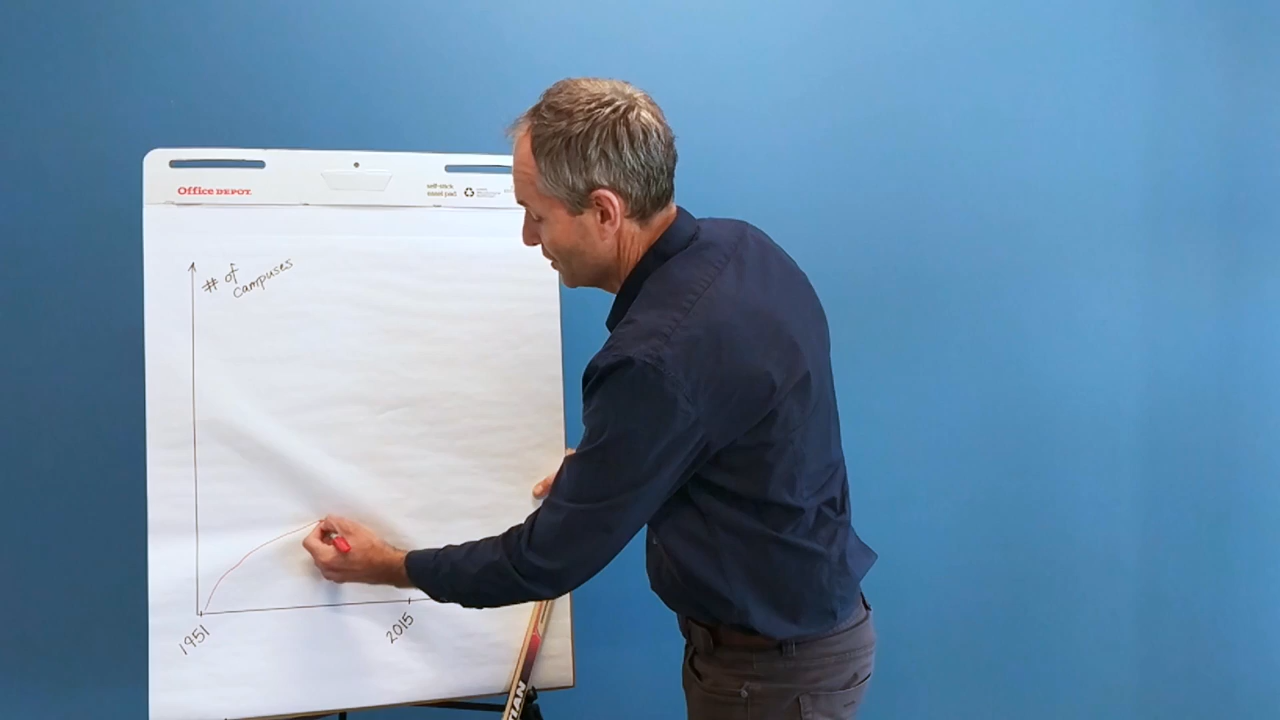 Office DEPOT.
self-stick
easel pad
# of
campuses
1951
2015